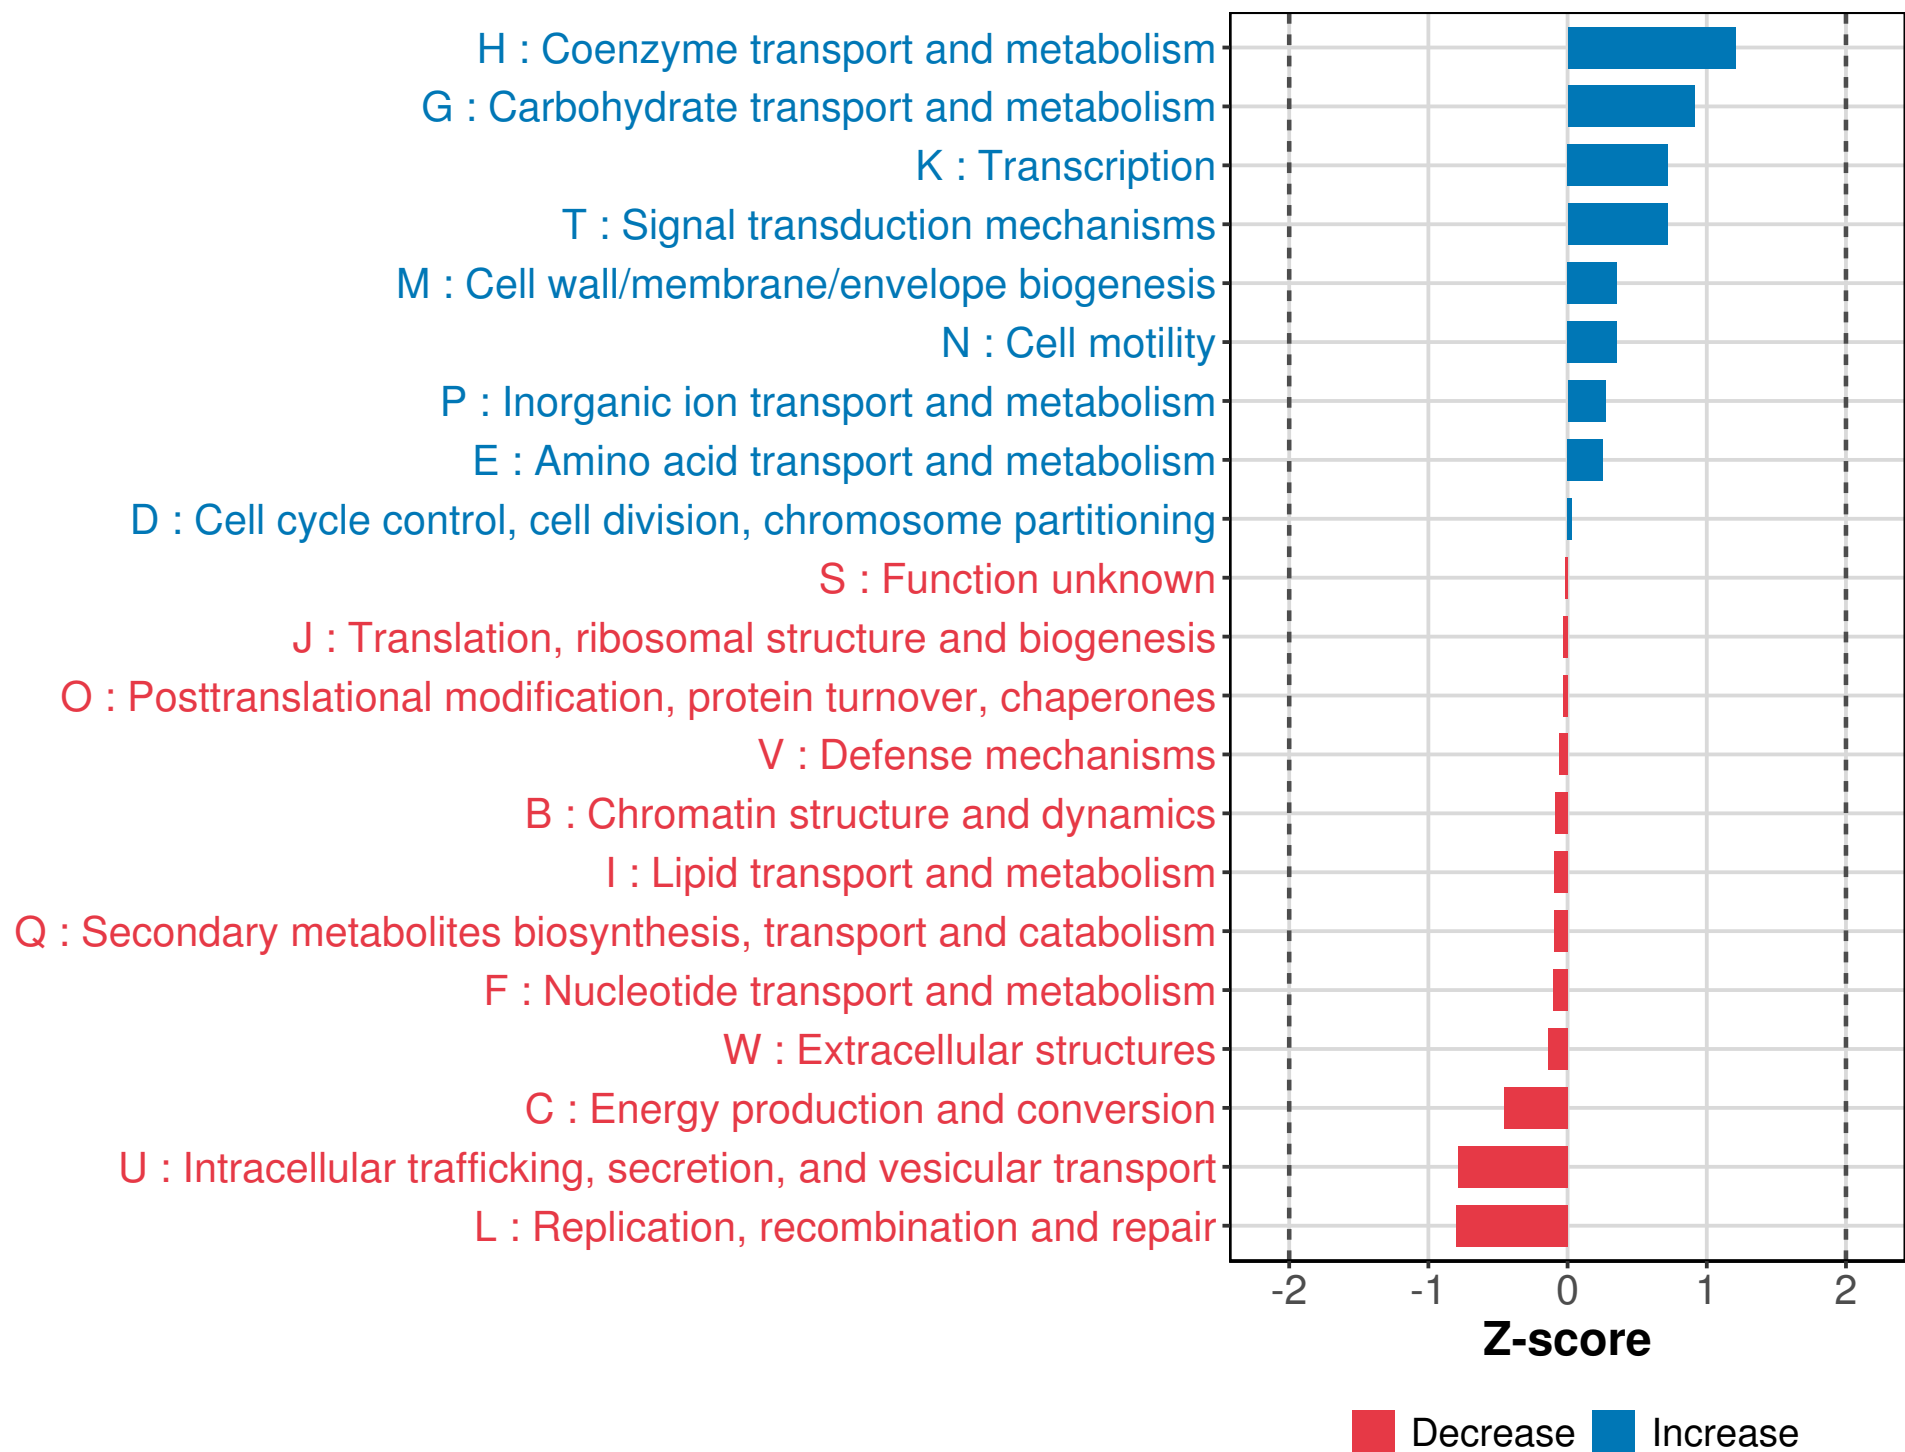 H : Coenzyme transport and metabolism
G : Carbohydrate transport and metabolism
K : Transcription
T : Signal transduction mechanisms
M : Cell wall/membrane/envelope biogenesis
N : Cell motility
P : Inorganic ion transport and metabolism
E : Amino acid transport and metabolism
D : Cell cycle control, cell division, chromosome partitioning
S : Function unknown
J : Translation, ribosomal structure and biogenesis
O : Posttranslational modification, protein turnover, chaperones
V : Defense mechanisms
B : Chromatin structure and dynamics
I : Lipid transport and metabolism
Q : Secondary metabolites biosynthesis, transport and catabolism
F : Nucleotide transport and metabolism
W : Extracellular structures
C : Energy production and conversion
U : Intracellular trafficking, secretion, and vesicular transport
L : Replication, recombination and repair
-2 -1 0 1 2
Z-score
Decrease Increase